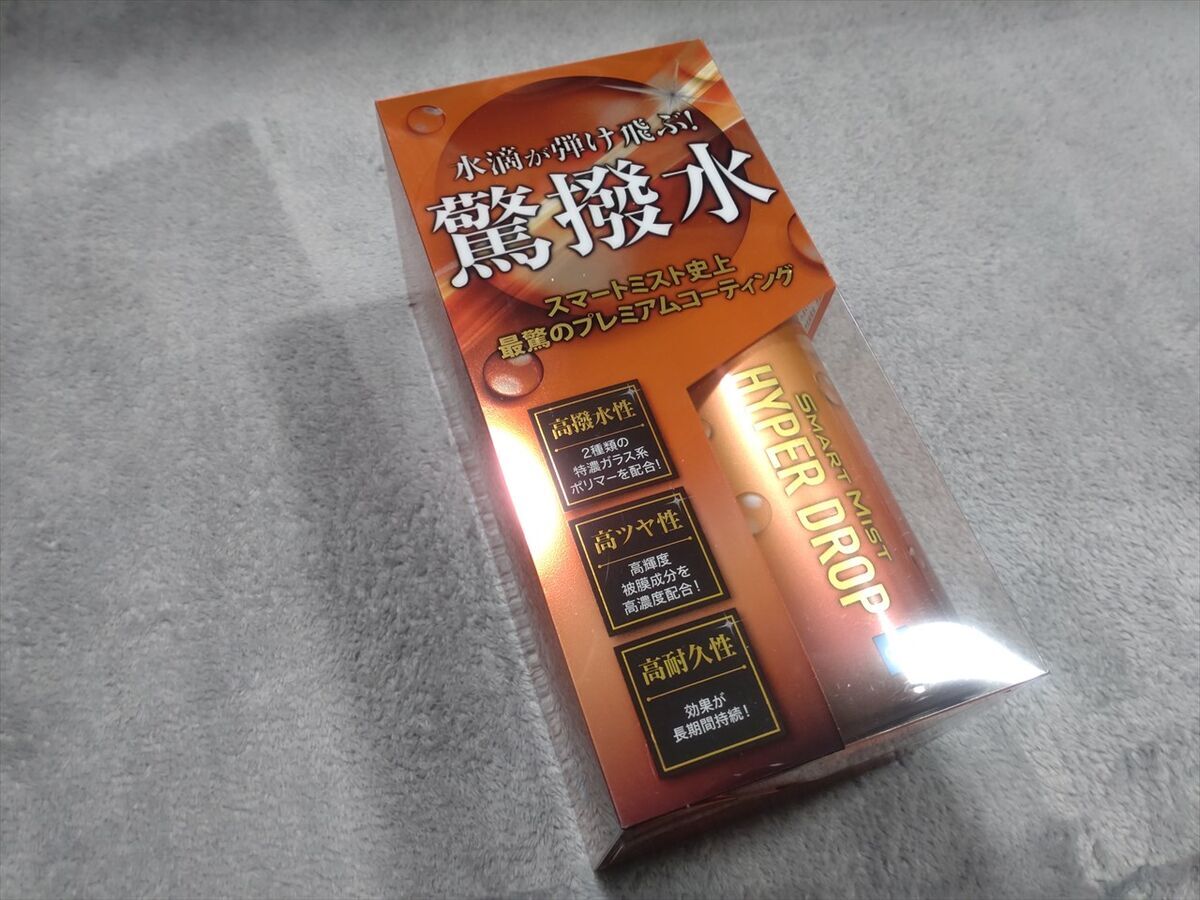 水滴が弾け飛ぶ!
驚撥水
スマートミスト史上
最驚のプレミアムコーティング
高撥水性
2種類の
特濃ガラス系
ポリマーを配合!
高ツヤ性
高輝度
被膜成分を
高濃度配合!
高耐久性
効果が
長期間持続!
SMART MIST
HYPER DROP